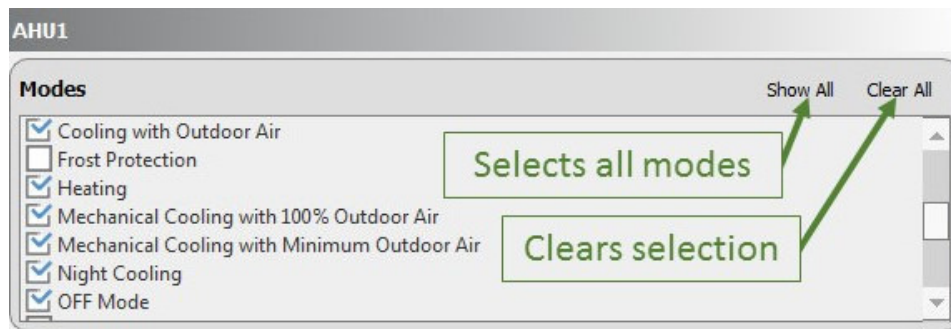 AHU1
Modes
Show All
Clear All
Cooling with Outdoor Air
Frost Protection
Heating
Mechanical Cooling with 100% Outdoor Air
Mechanical Cooling with Minimum Outdoor Air
Night Cooling
OFF Mode
Selects all modes
Clears selection